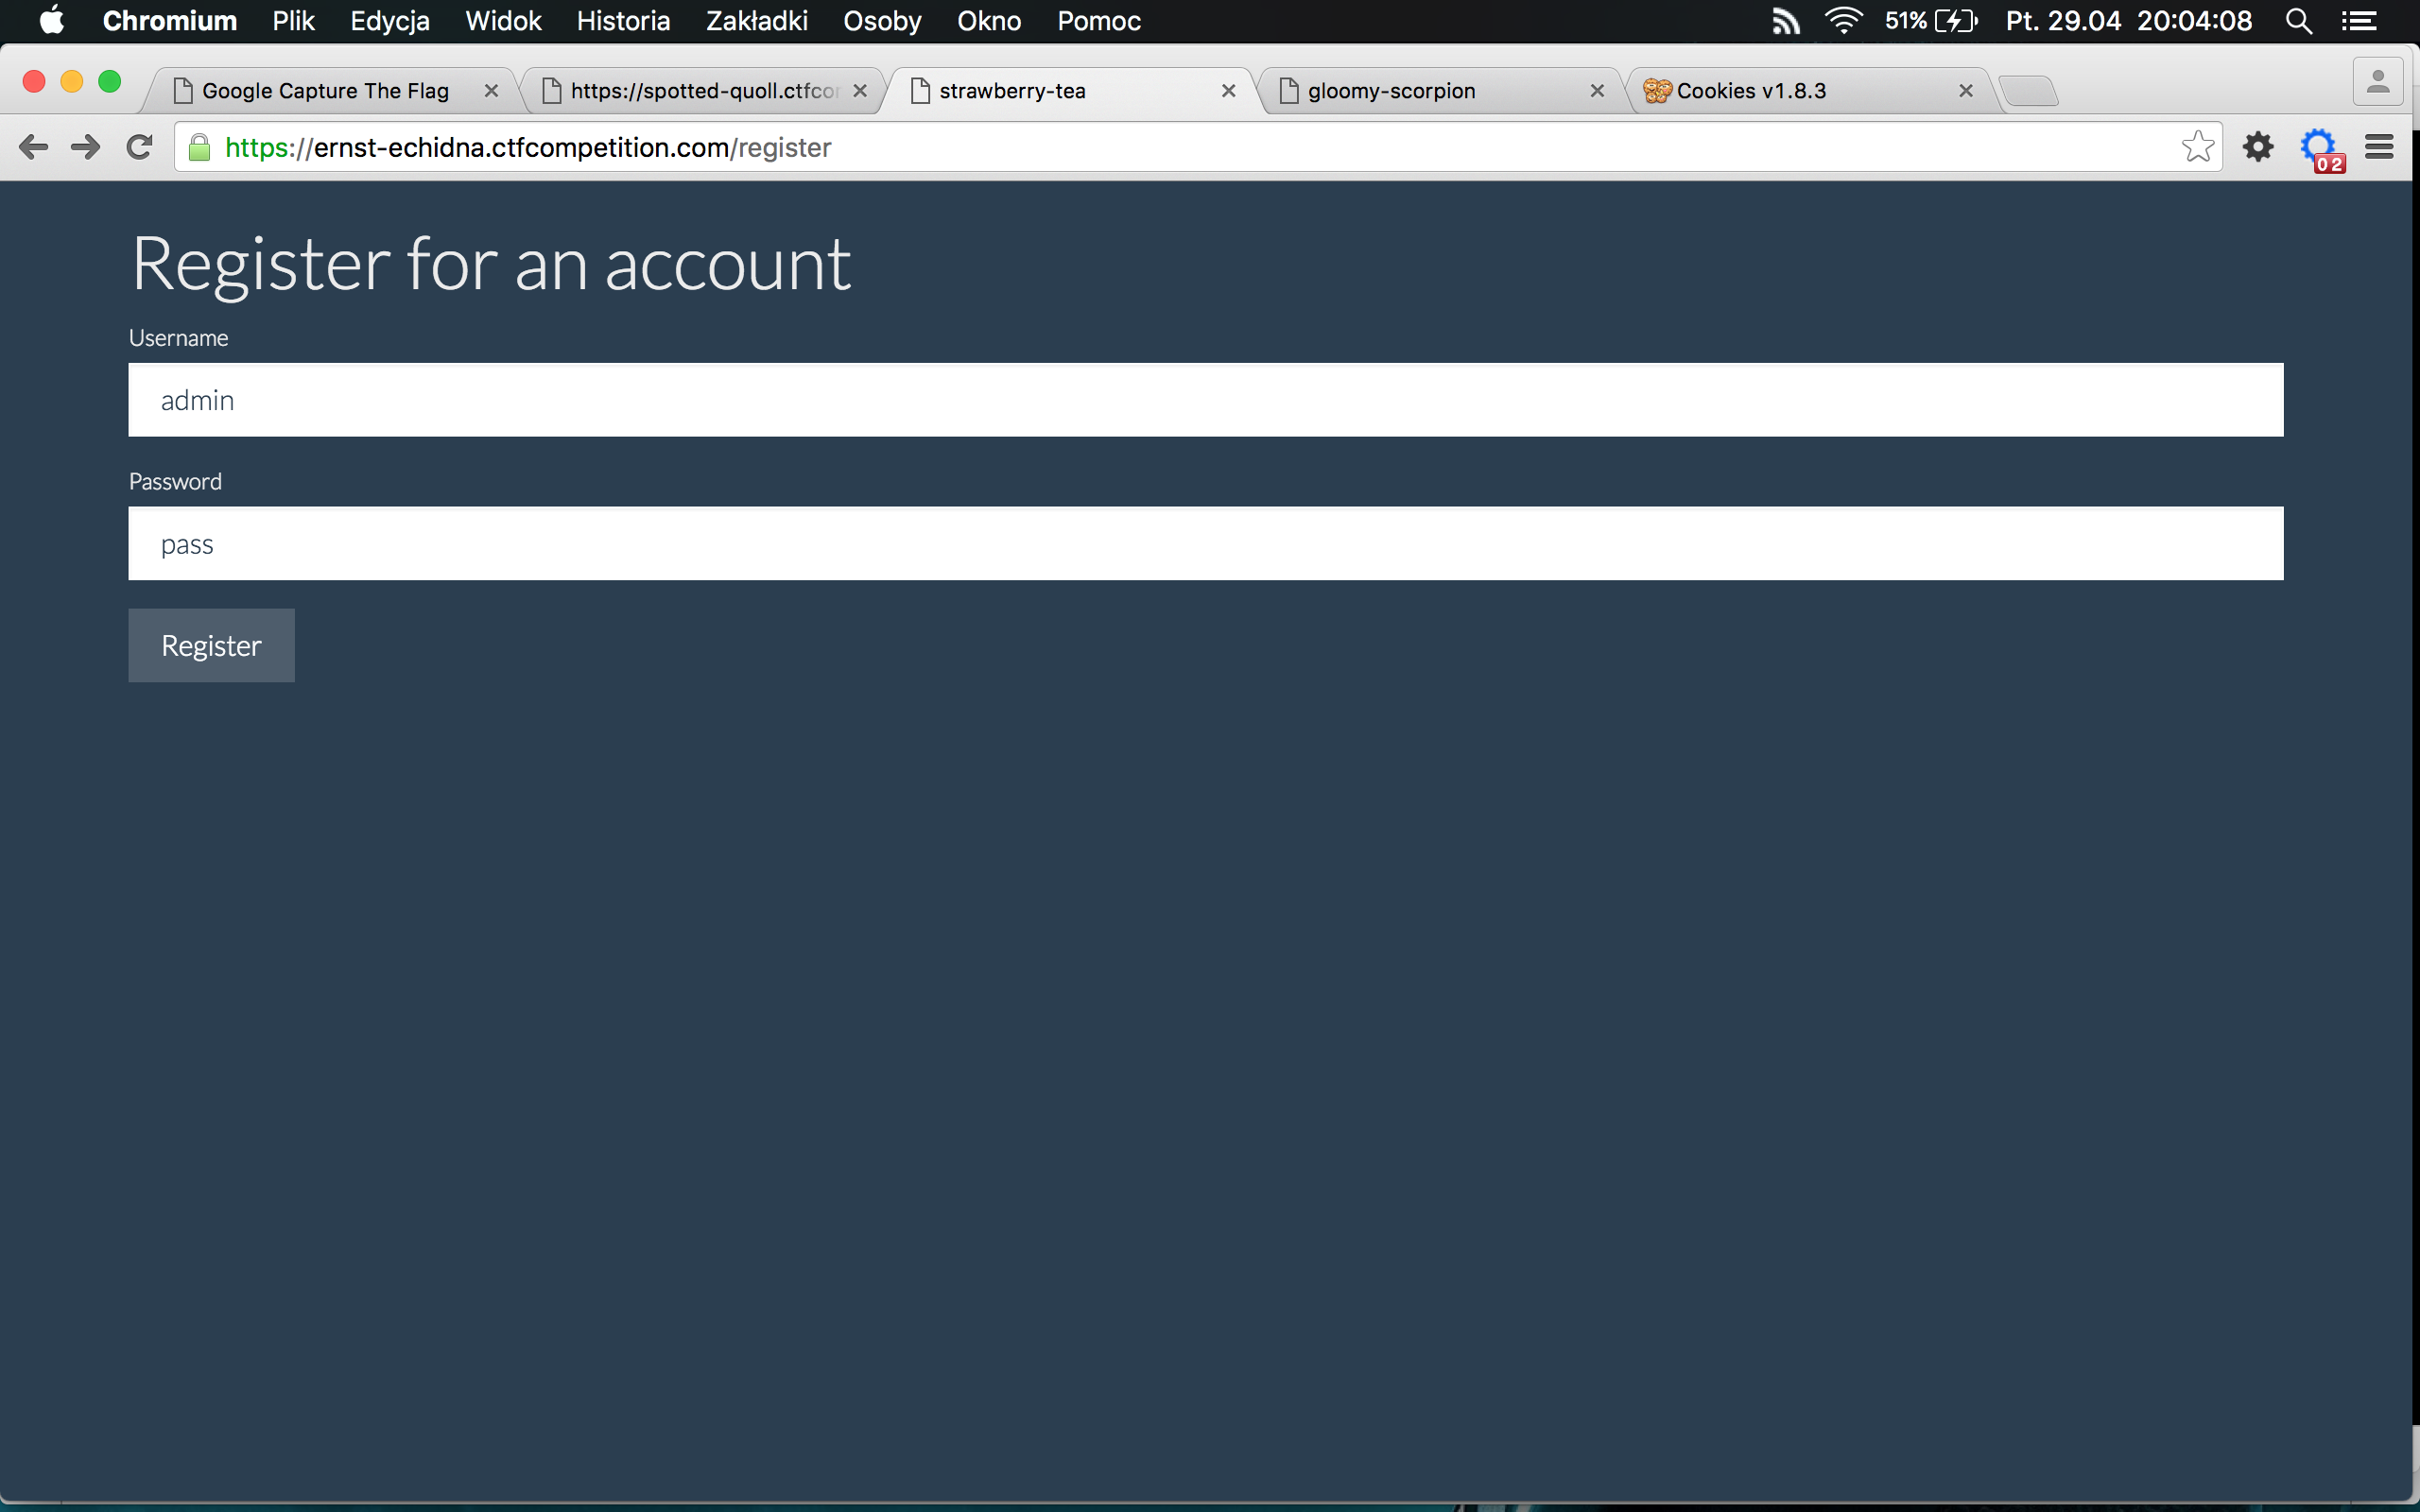 Chromium Plik Edycja Widok Historia Zakładki Osoby Okno Pomoc 51% Pt. 29.04 20:04:08
Google Capture The Flag https://spotted-quoll.ctfcor strawberry-tea gloomy-scorpion Cookies v1.8.3
https://ernst-echidna.ctfcompetition.com/register 02
Register for an account
Username
admin
Password
pass
Register